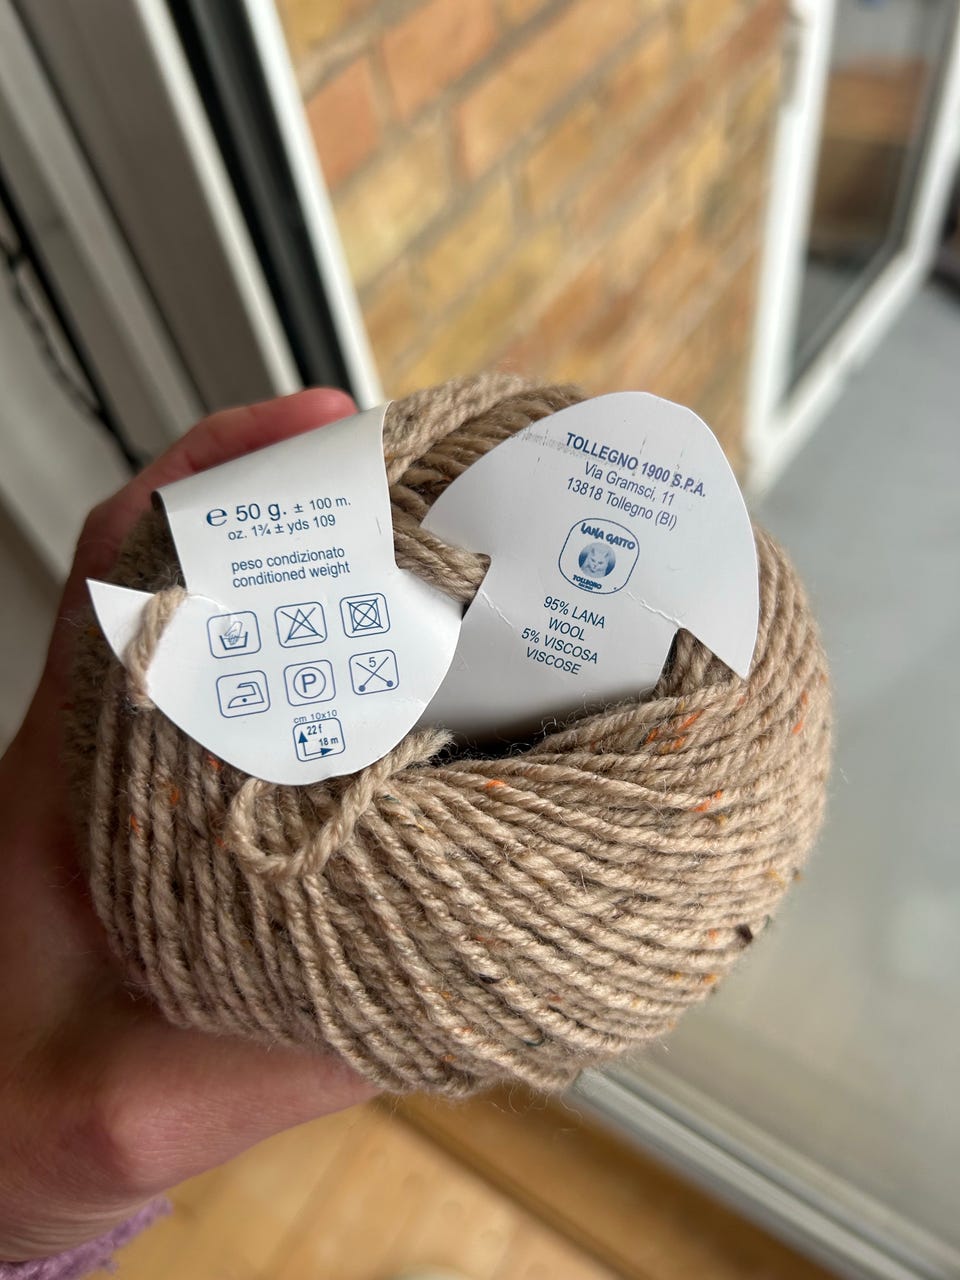 e 50 g. ± 100 m.
oz. 1¾ ± yds 109
peso condizionato
conditioned weight
P
5
cm 10x10
22 f
18 m
TOLLEGNO 1900 S.P.A.
Via Gramsci, 11
13818 Tollegno (BI)
LANA GATTO
TOLLEGNO
95% LANA
WOOL
5% VISCOSA
VISCOSE